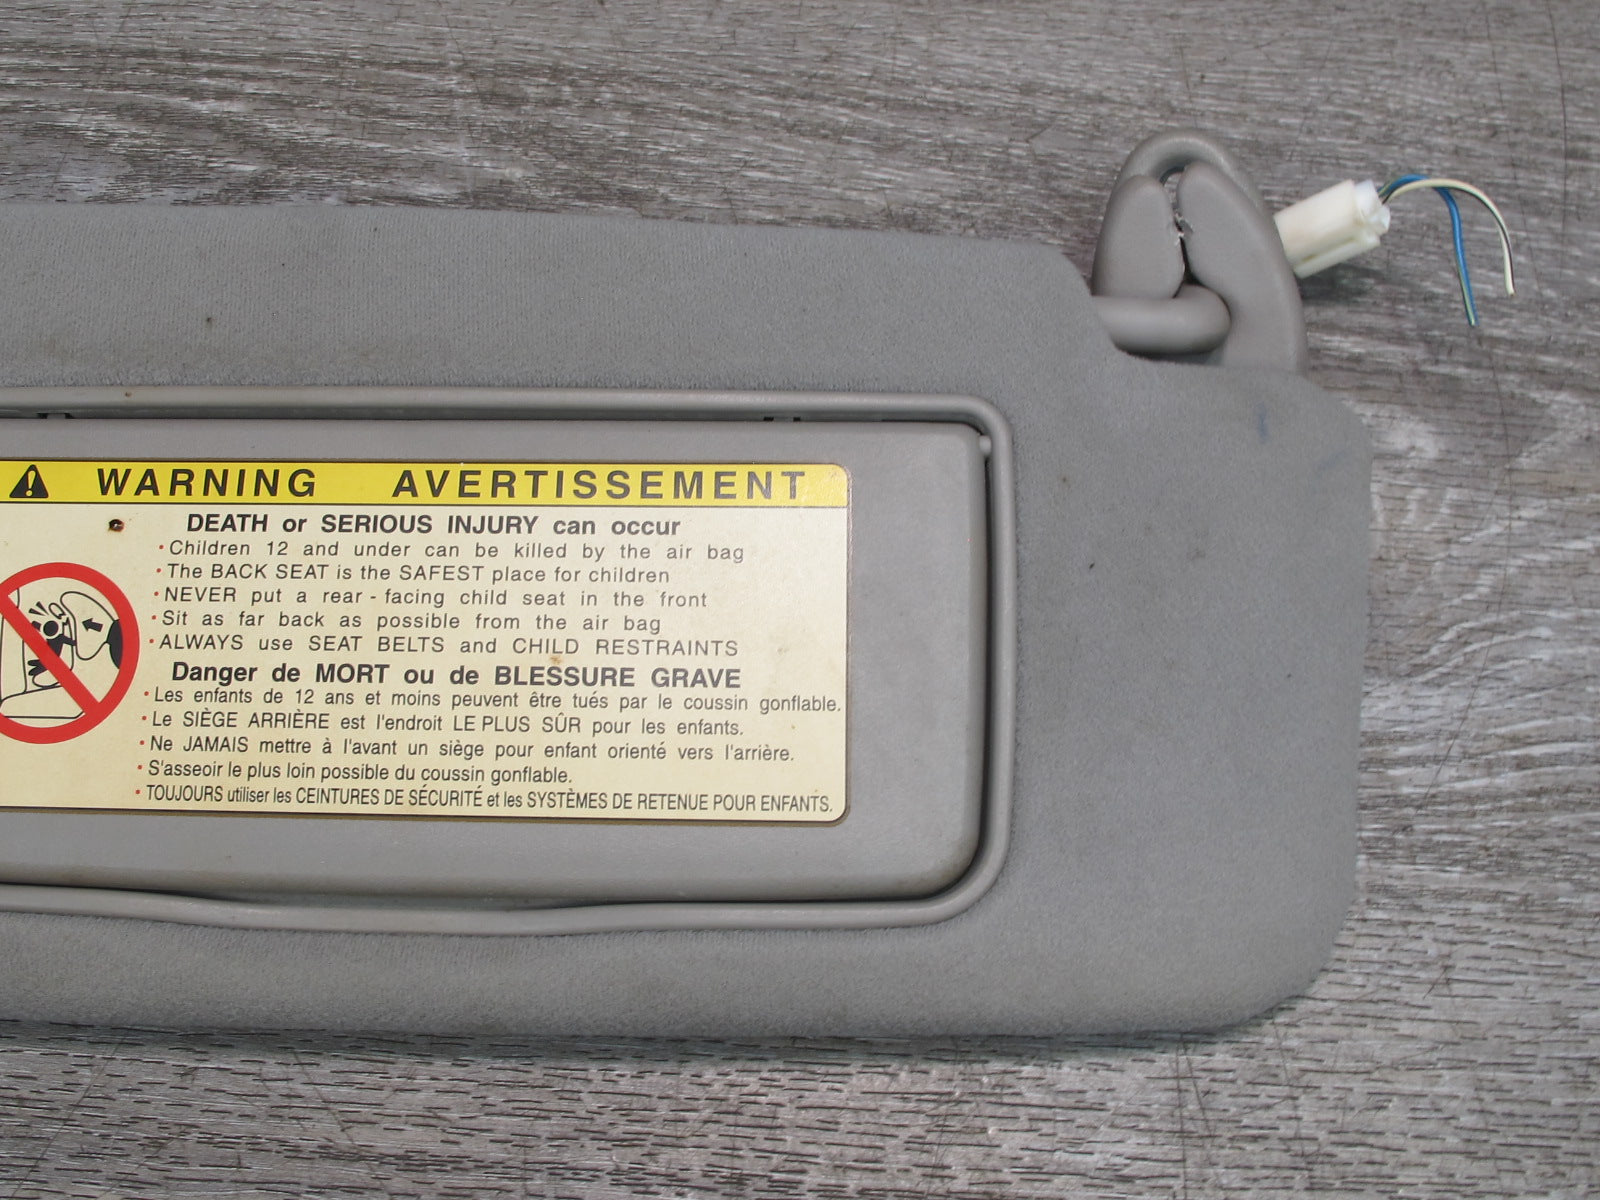 WARNING AVERTISSEMENT
DEATH or SERIOUS INJURY can occur
·Children 12 and under can be killed by the air bag
·The BACK SEAT is the SAFEST place for children
·NEVER put a rear - facing child seat in the front
·Sit as far back as possible from the air bag
·ALWAYS use SEAT BELTS and CHILD RESTRAINTS
Danger de MORT ou de BLESSURE GRAVE
·Les enfants de 12 ans et moins peuvent être tués par le coussin gonflable.
·Le SIÈGE ARRIÈRE est l'endroit LE PLUS SÛR pour les enfants.
·Ne JAMAIS mettre à l'avant un siège pour enfant orienté vers l'arrière.
·S'asseoir le plus loin possible du coussin gonflable.
·TOUJOURS utiliser les CEINTURES DE SÉCURITÉ et les SYSTÈMES DE RETENUE POUR ENFANTS.